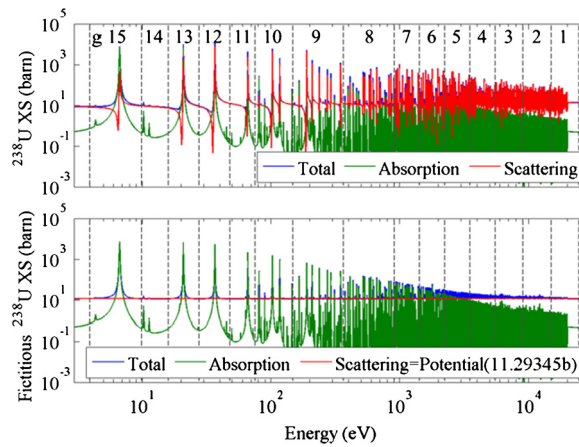 g 15 14 13 12 11 10 9 8 7 6 5 4 3 2 1
10^5
10^3
10^1
10^-1
10^-3
238U XS (barn)
Total Absorption Scattering
10^5
10^3
10^1
10^-1
10^-3
Fictitious 238U XS (barn)
Total Absorption Scattering=Potential(11.29345b)
10^1 10^2 10^3 10^4
Energy (eV)